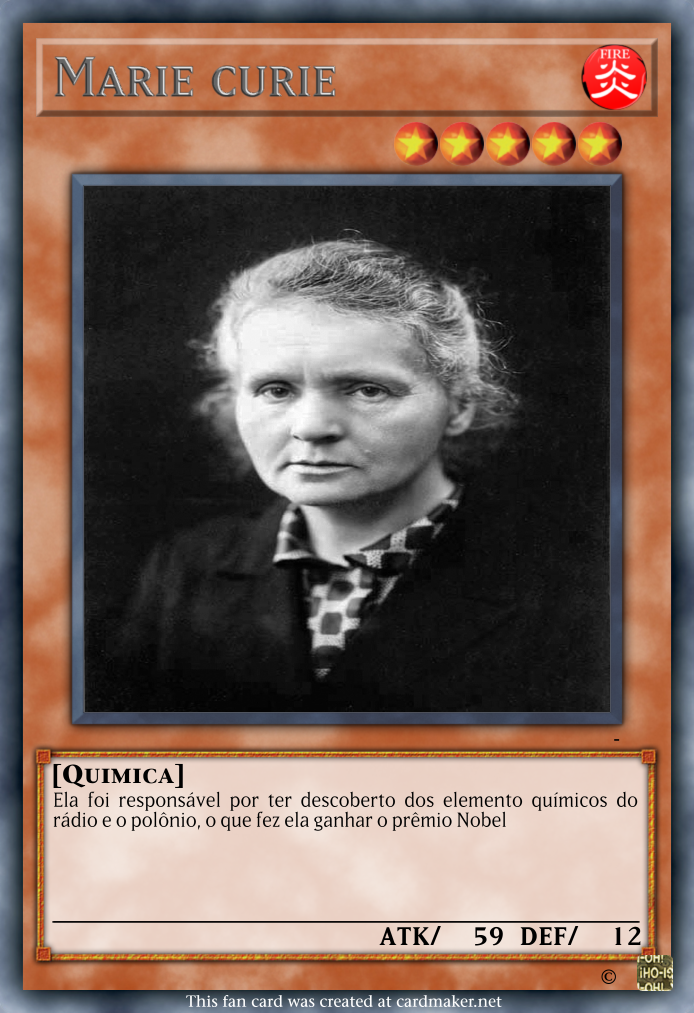 Marie curie
FIRE
炎
[Quimica]
Ela foi responsável por ter descoberto dos elemento químicos do
rádio e o polônio, o que fez ela ganhar o prêmio Nobel
ATK/ 59 DEF/ 12
©
This fan card was created at cardmaker.net